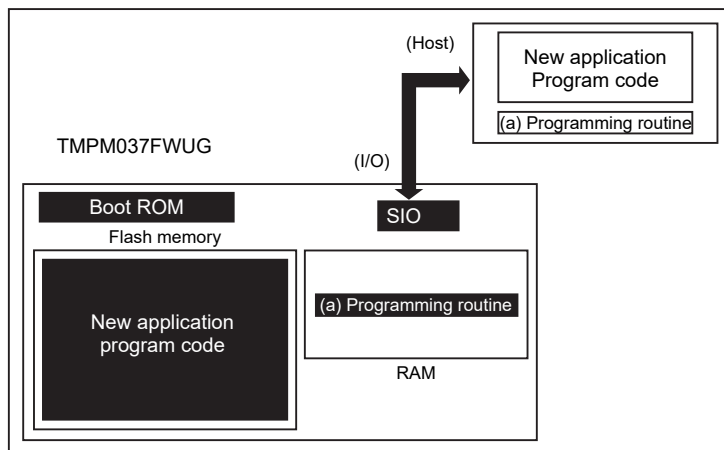 (Host)
New application
Program code
(a) Programming routine
TMPM037FWUG
(I/O)
Boot ROM
SIO
Flash memory
New application
program code
(a) Programming routine
RAM